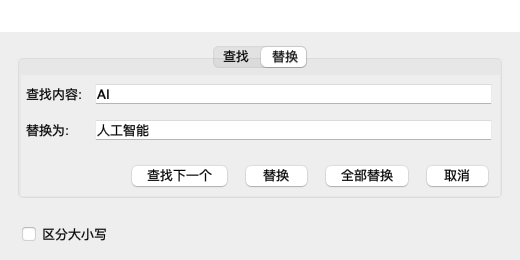 查找 替换
查找内容: AI
替换为: 人工智能
查找下一个 替换 全部替换 取消
区分大小写